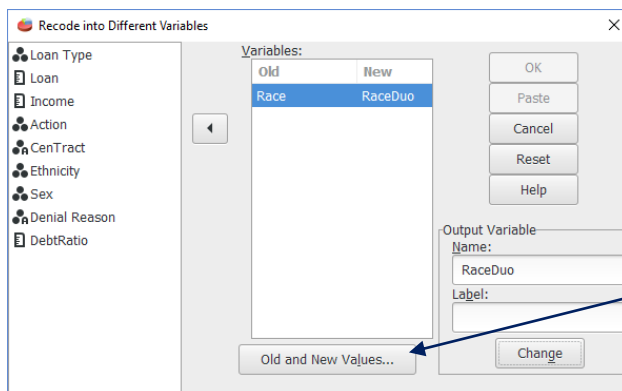 Recode into Different Variables
Loan Type
Loan
Income
Action
CenTract
Ethnicity
Sex
Denial Reason
DebtRatio
Variables:
Old New
Race RaceDuo
Old and New Values...
OK
Paste
Cancel
Reset
Help
Output Variable
Name:
RaceDuo
Label:
Change